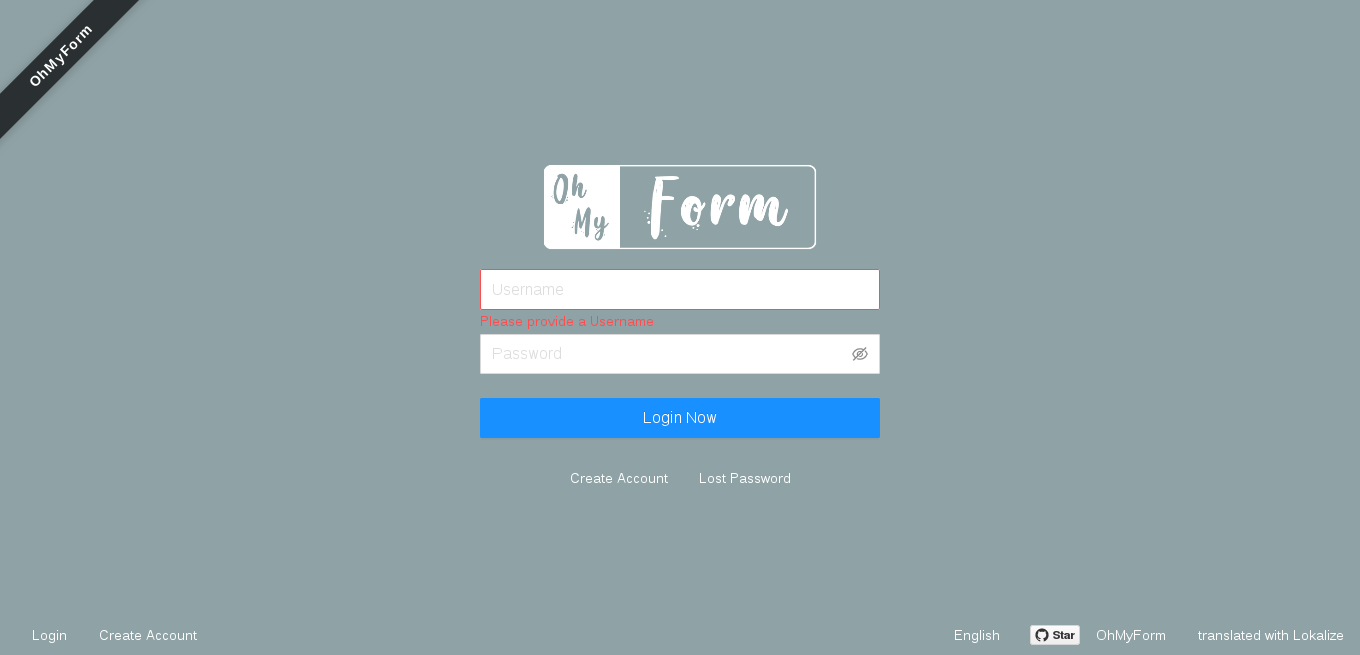 OhMyForm
Oh My Form
Username
Please provide a Username
Password
Login Now
Create Account Lost Password
Login Create Account English Star OhMyForm translated with Lokalize